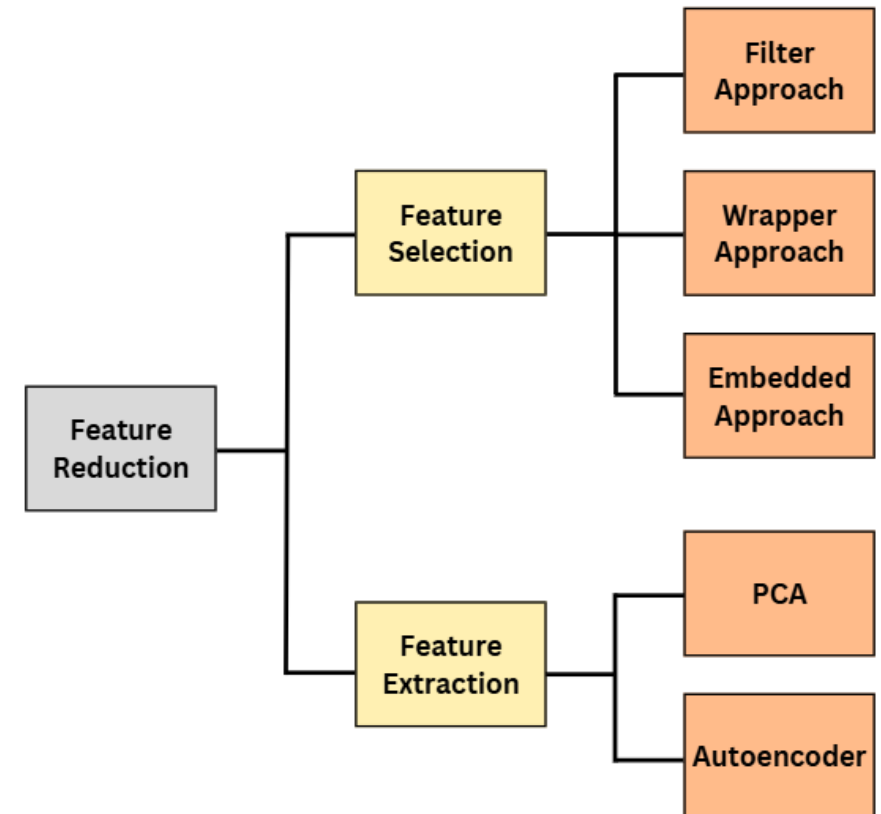 Filter
Approach
Feature
Selection
Wrapper
Approach
Embedded
Approach
Feature
Reduction
PCA
Feature
Extraction
Autoencoder